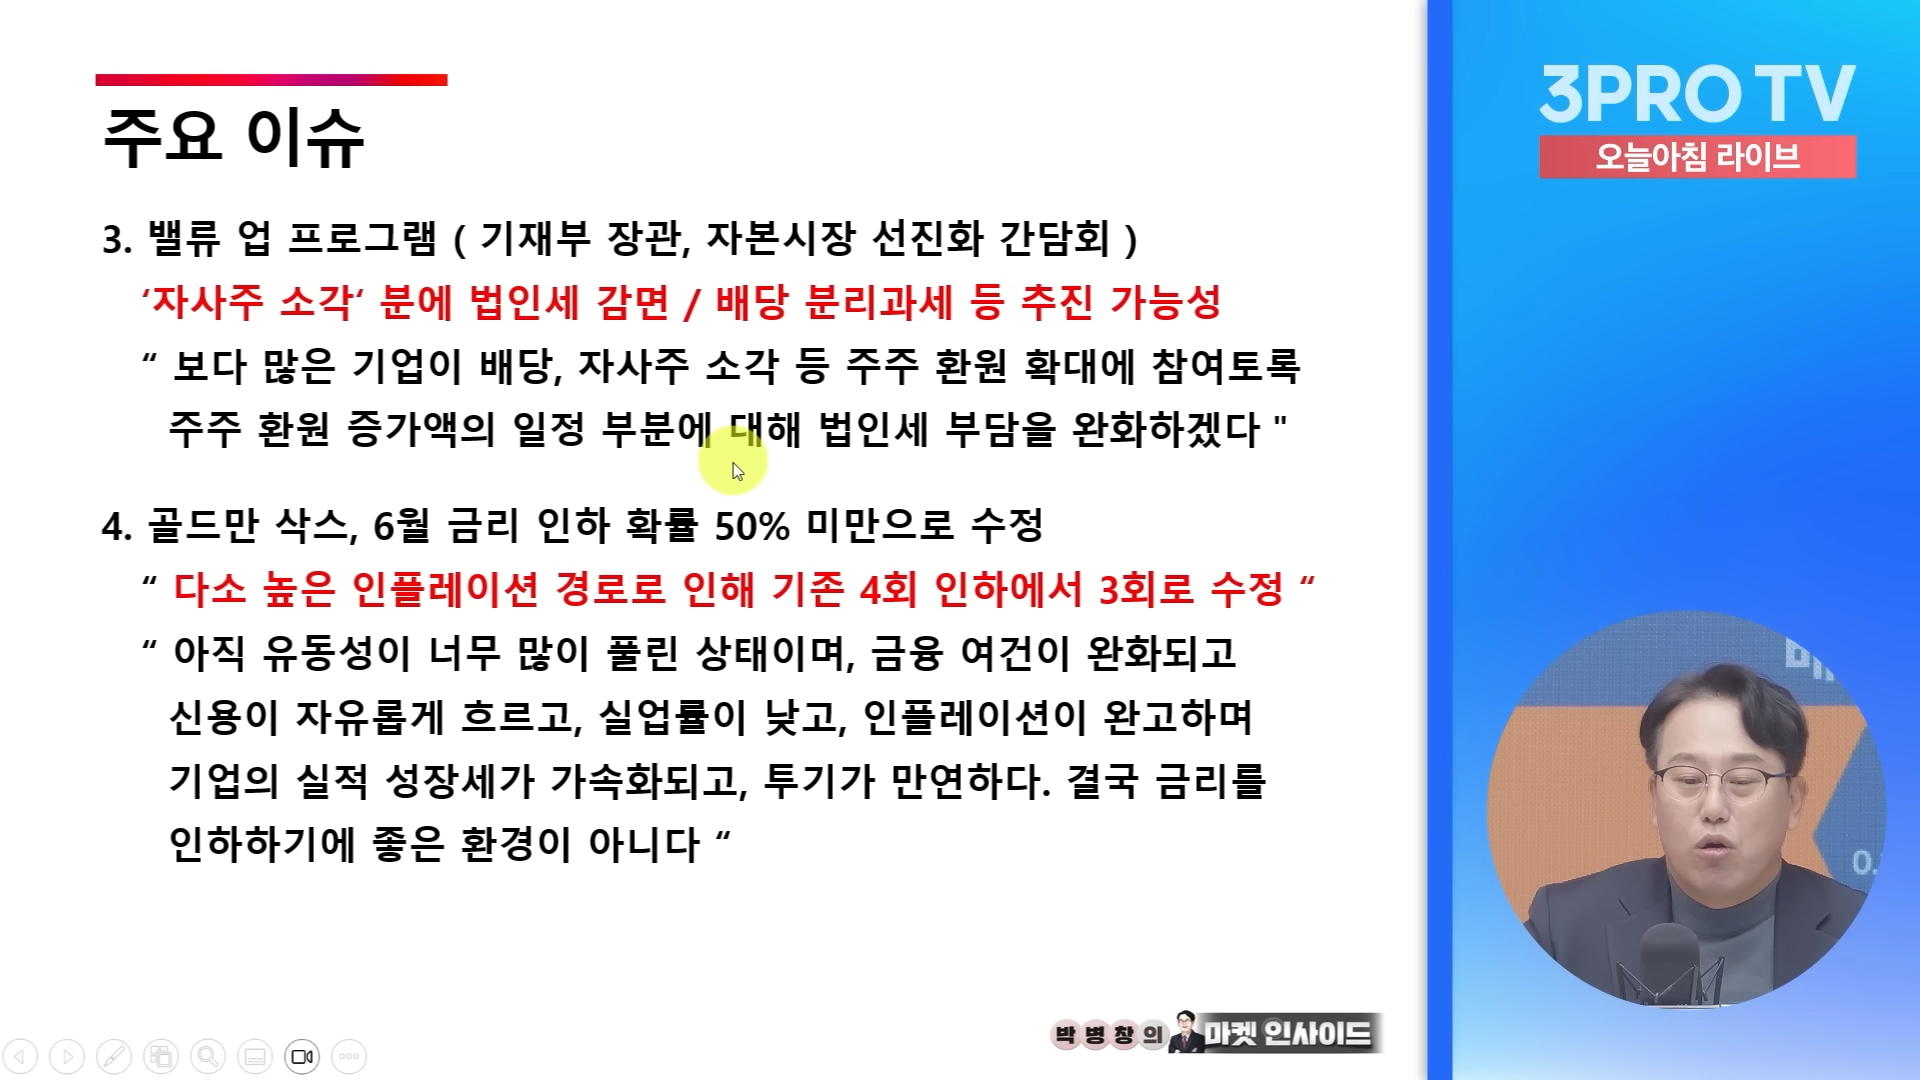 주요 이슈
3. 밸류 업 프로그램 ( 기재부 장관, 자본시장 선진화 간담회 )
‘자사주 소각‘ 분에 법인세 감면 / 배당 분리과세 등 추진 가능성
“ 보다 많은 기업이 배당, 자사주 소각 등 주주 환원 확대에 참여토록
주주 환원 증가액의 일정 부분에 대해 법인세 부담을 완화하겠다 "
4. 골드만 삭스, 6월 금리 인하 확률 50% 미만으로 수정
“ 다소 높은 인플레이션 경로로 인해 기존 4회 인하에서 3회로 수정 “
“ 아직 유동성이 너무 많이 풀린 상태이며, 금융 여건이 완화되고
신용이 자유롭게 흐르고, 실업률이 낮고, 인플레이션이 완고하며
기업의 실적 성장세가 가속화되고, 투기가 만연하다. 결국 금리를
인하하기에 좋은 환경이 아니다 “
박병창의 마켓 인사이드
3PRO TV
오늘아침 라이브
0.